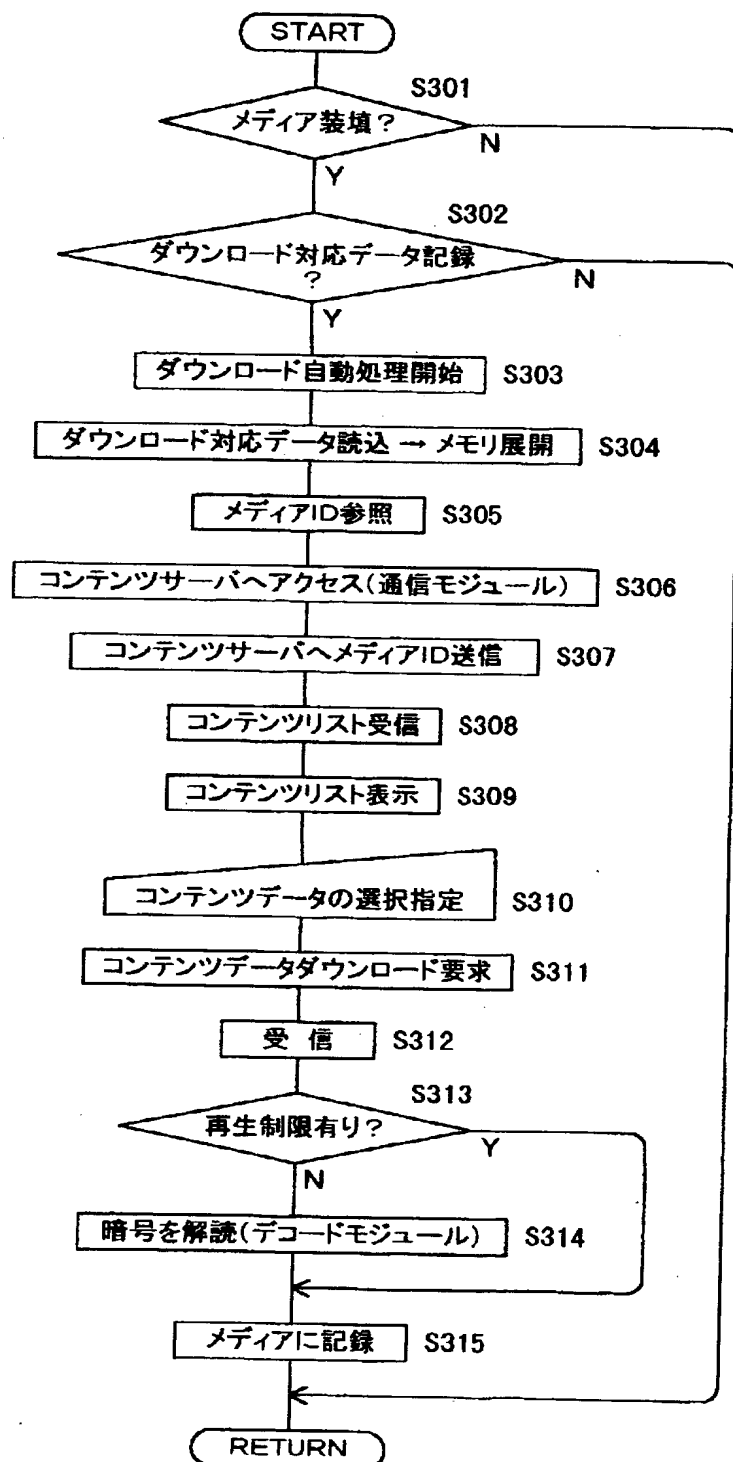 START
S301
メディア装填?
N
Y
S302
ダウンロード対応データ記録
?
N
Y
ダウンロード自動処理開始 S303
ダウンロード対応データ読込 → メモリ展開 S304
メディアID参照 S305
コンテンツサーバへアクセス(通信モジュール) S306
コンテンツサーバへメディアID送信 S307
コンテンツリスト受信 S308
コンテンツリスト表示 S309
コンテンツデータの選択指定 S310
コンテンツデータダウンロード要求 S311
受 信 S312
S313
再生制限有り?
Y
N
暗号を解読(デコードモジュール) S314
メディアに記録 S315
RETURN